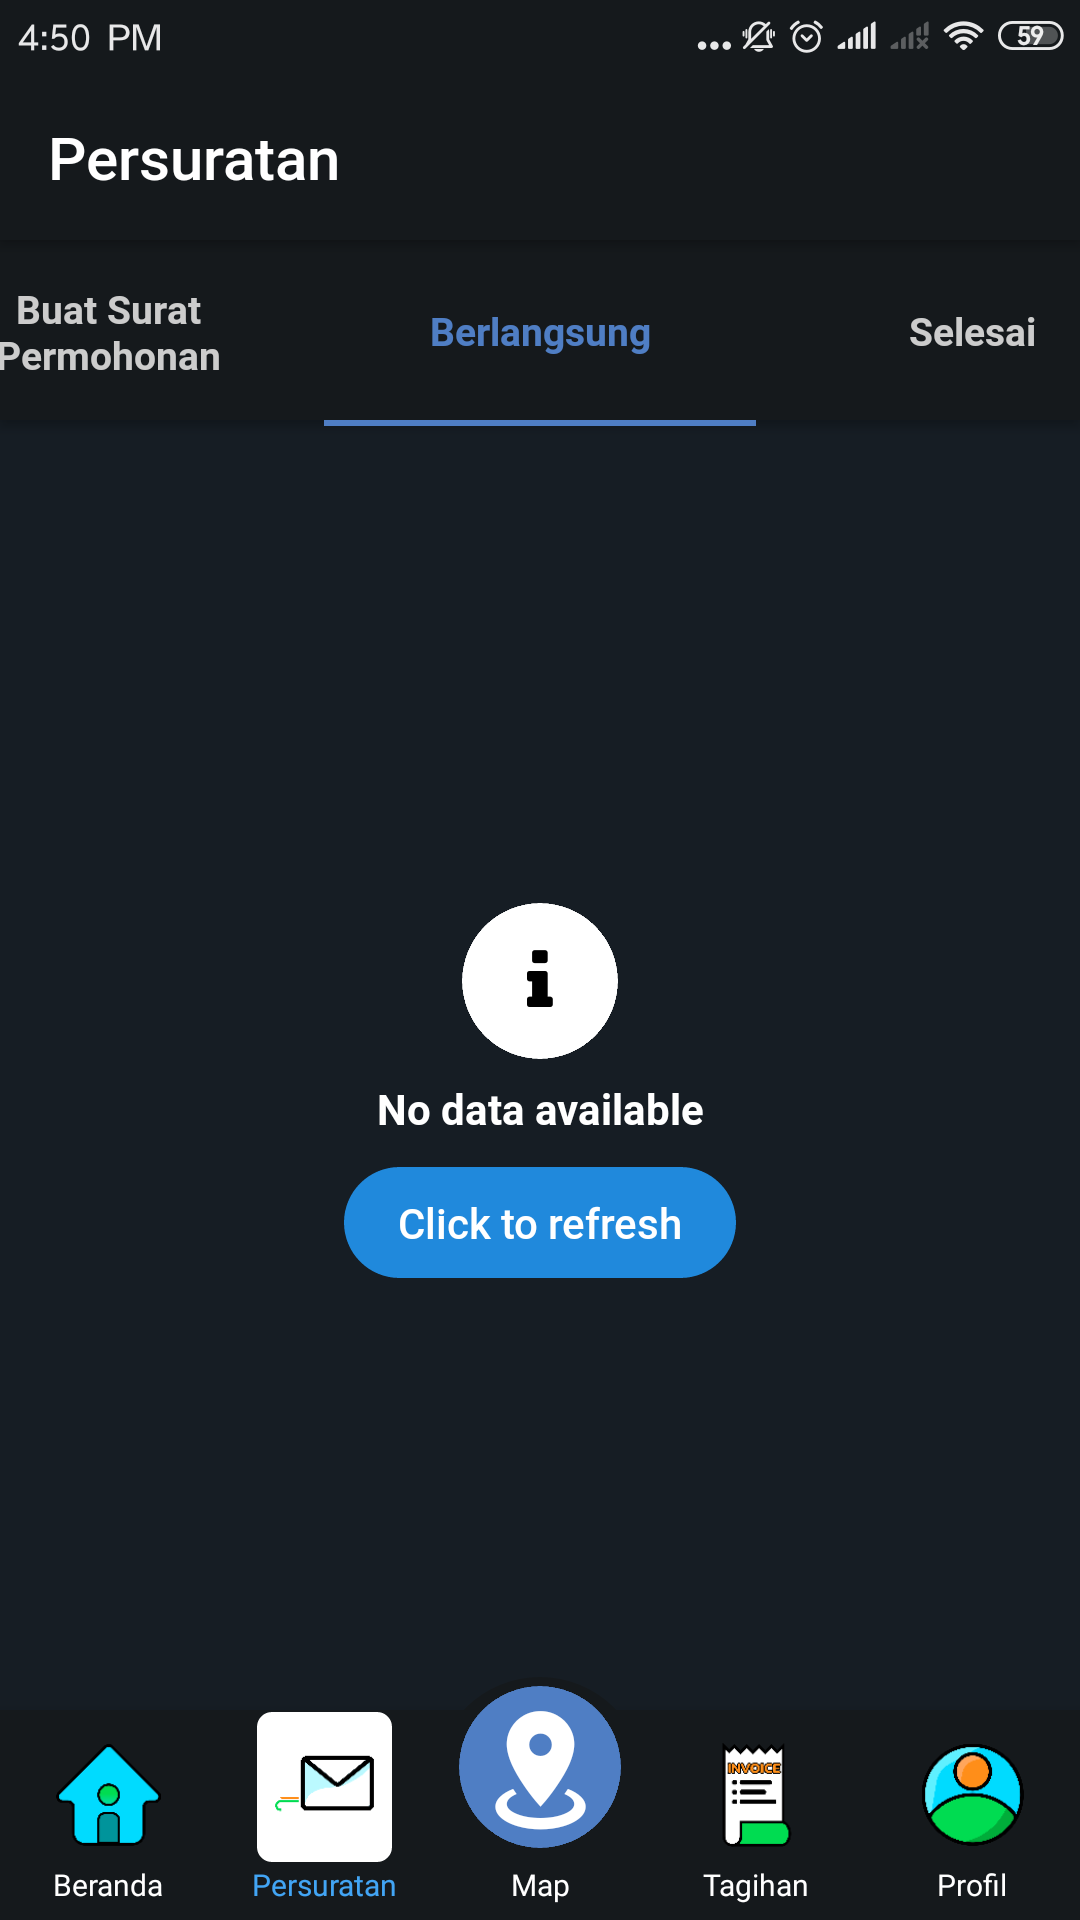 4:50 PM
59
Persuratan
Buat Surat
Permohonan
Berlangsung
Selesai
No data available
Click to refresh
INVOICE
Beranda
Persuratan
Map
Tagihan
Profil